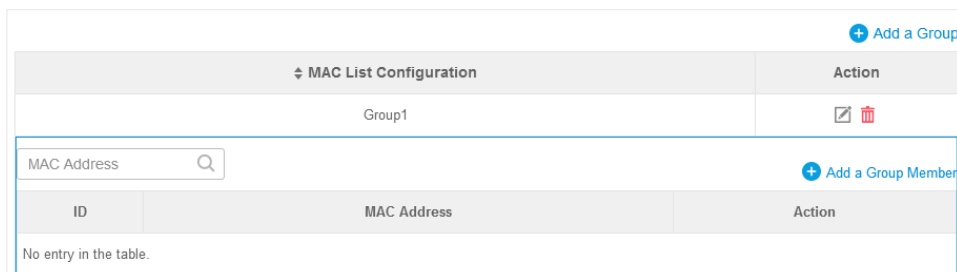 Add a Group
MAC List Configuration Action
Group1
MAC Address
Add a Group Member
ID MAC Address Action
No entry in the table.